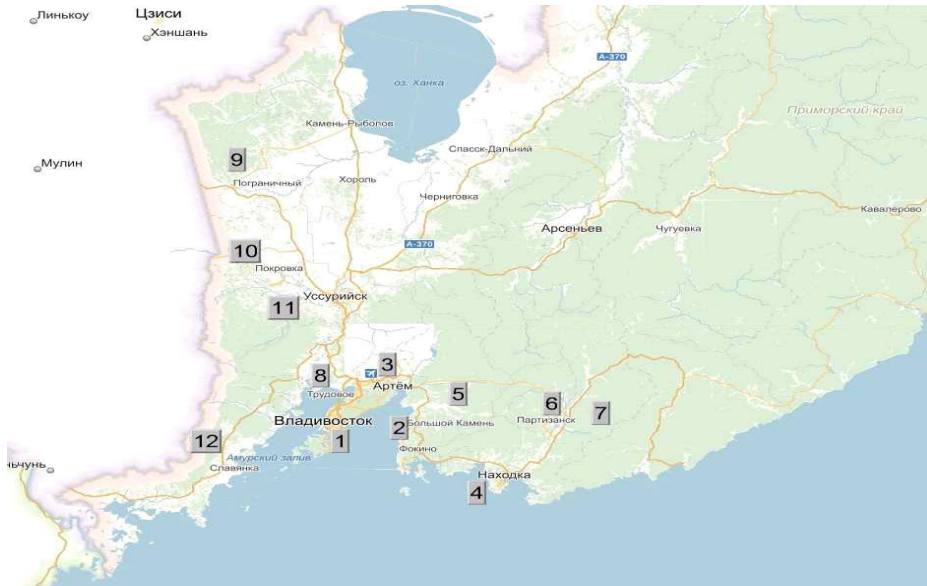 Линькоу
Цзиси
Хэншань
А-370
оз. Ханка
Приморский край
Камень-Рыболов
Спасск-Дальний
9
Мулин
Пограничный
Хороль
Черниговка
Кавалерово
Арсеньев
Чугуевка
А-370
10
Покровка
11
Уссурийск
3
8
Артём
Трудовое
5
6
7
Владивосток
2
Большой Камень
Партизанск
12
1
Фокино
Амурский залив
ньчунь
Славянка
Находка
4